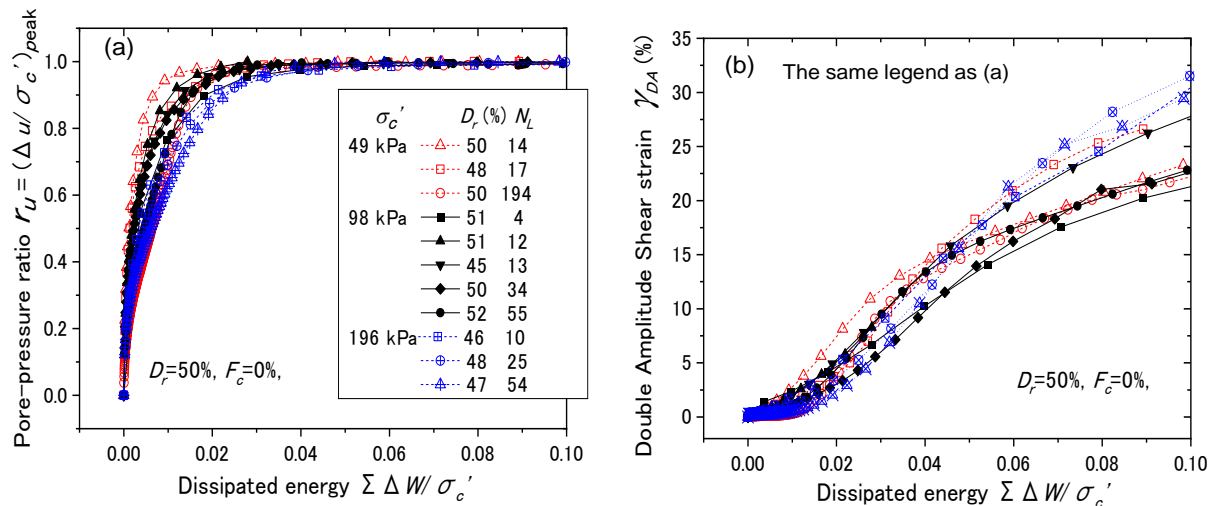 (a)
Pore-pressure ratio r_u=(Δu/σ_c')_peak
1.0
0.8
0.6
0.4
0.2
0.0
σ_c' D_r(%) N_L
49 kPa 50 14
48 17
50 194
98 kPa 51 4
51 12
45 13
50 34
52 55
196 kPa 46 10
48 25
47 54
D_r=50%, F_c=0%,
0.00 0.02 0.04 0.06 0.08 0.10
Dissipated energy ΣΔW/σ_c'
(b)
The same legend as (a)
Double Amplitude Shear strain γ_DA (%)
35
30
25
20
15
10
5
0
D_r=50%, F_c=0%,
0.00 0.02 0.04 0.06 0.08 0.10
Dissipated energy ΣΔW/σ_c'